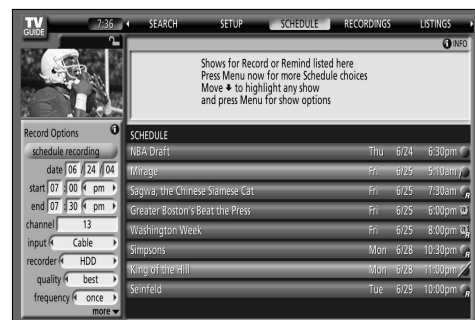 TV GUIDE
7:36 SEARCH SETUP SCHEDULE RECORDINGS LISTINGS
INFO
Shows for Record or Remind listed here
Press Menu now for more Schedule choices
Move to highlight any show
and press Menu for show options
Record Options
schedule recording
date 06 / 24 / 04
start 07 : 00 pm
end 07 : 30 pm
channel 13
input Cable
recorder HDD
quality best
frequency once
more
SCHEDULE
NBA Draft Thu 6/24 6:30pm
Mirage Fri 6/25 5:10am
Sagwa, the Chinese Siamese Cat Fri 6/25 7:30am R
Greater Boston's Beat the Press Fri 6/25 6:00pm
Washington Week Fri 6/25 8:00pm R
Simpsons Mon 6/28 10:30pm R
King of the Hill Mon 6/28 11:00pm
Seinfeld Tue 6/29 10:00pm R